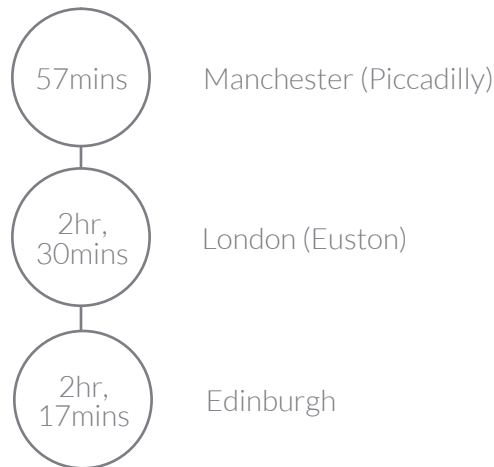 57mins
Manchester (Piccadilly)
2hr,
30mins
London (Euston)
2hr,
17mins
Edinburgh